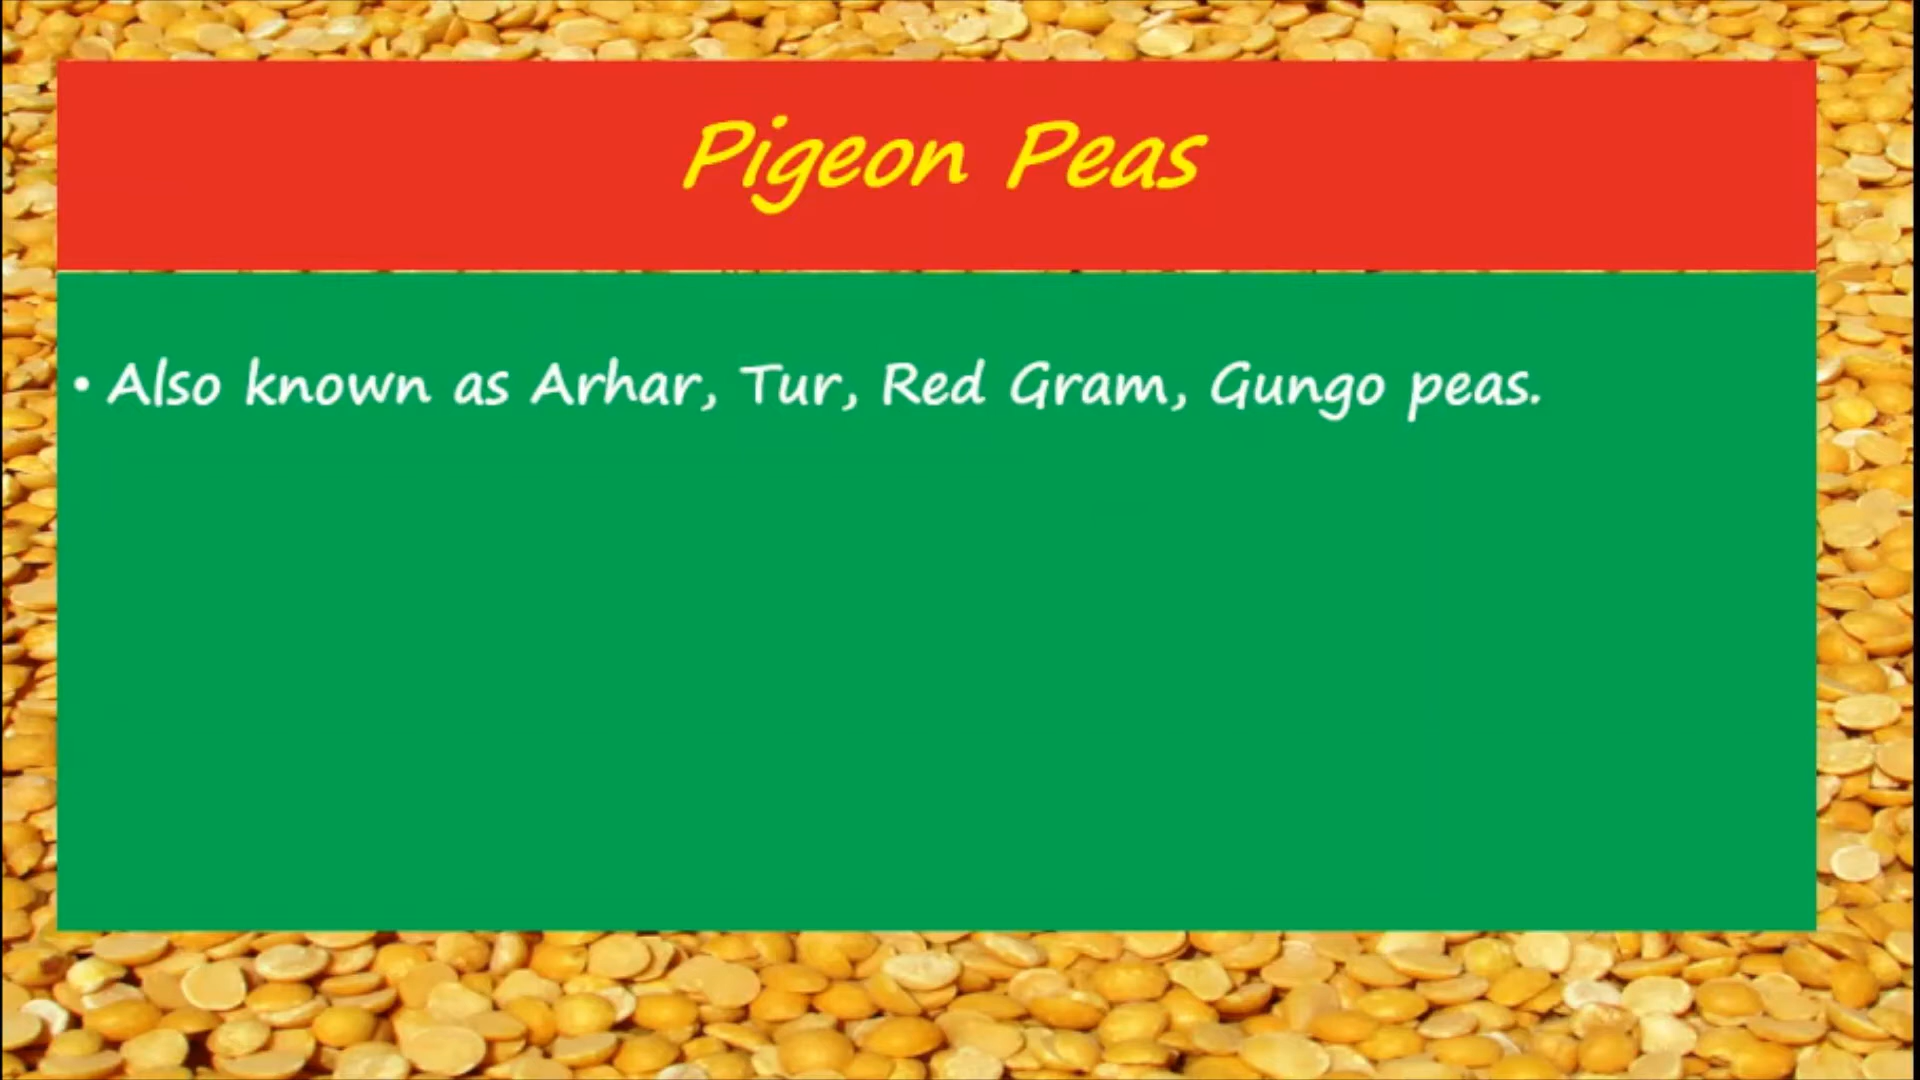 Pigeon Peas
• Also known as Arhar, Tur, Red Gram, Gungo peas.